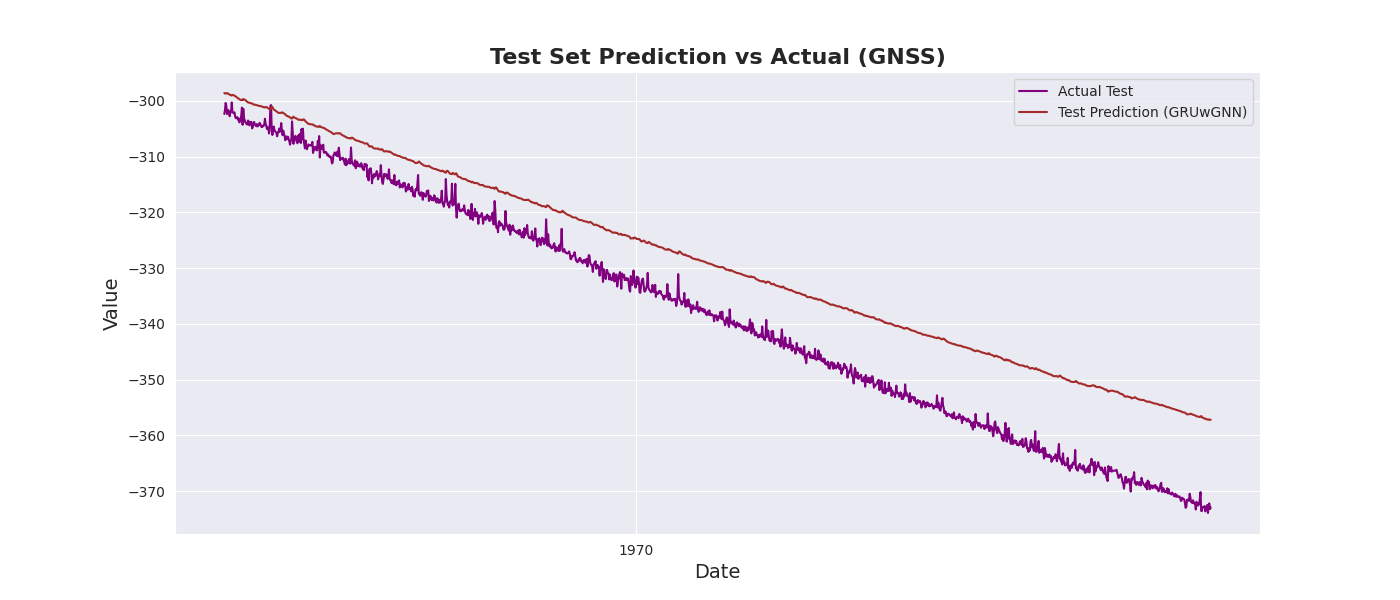 Test Set Prediction vs Actual (GNSS)
Actual Test
Test Prediction (GRUwGNN)
Value
−300
−310
−320
−330
−340
−350
−360
−370
1970
Date